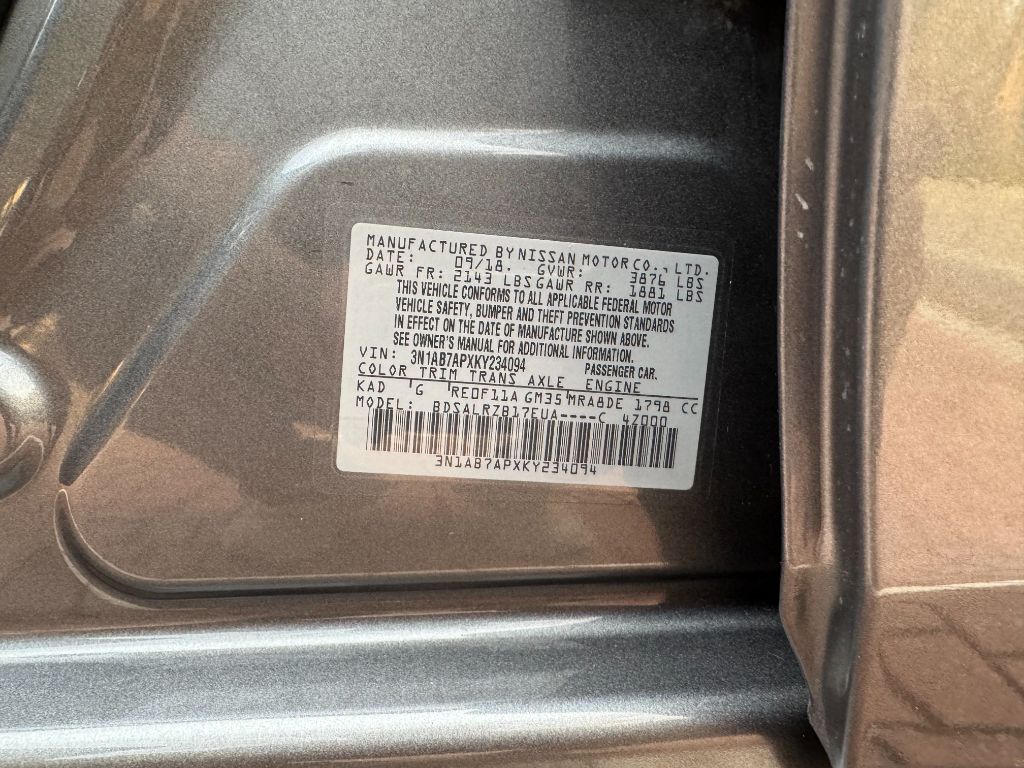 MANUFACTURED BY NISSAN MOTOR CO., LTD.
DATE: 09/18. GVWR: 3876 LBS
GAWR FR: 2143 LBS GAWR RR: 1881 LBS
THIS VEHICLE CONFORMS TO ALL APPLICABLE FEDERAL MOTOR
VEHICLE SAFETY, BUMPER AND THEFT PREVENTION STANDARDS
IN EFFECT ON THE DATE OF MANUFACTURE SHOWN ABOVE.
SEE OWNER'S MANUAL FOR ADDITIONAL INFORMATION.
VIN: 3N1AB7APXKY234094 PASSENGER CAR.
COLOR TRIM TRANS AXLE ENGINE
KAD G RE0F11A GM35 MRA8DE 1798 CC
MODEL: BDSALRZB17EUA----C 4Z000
3N1AB7APXKY234094